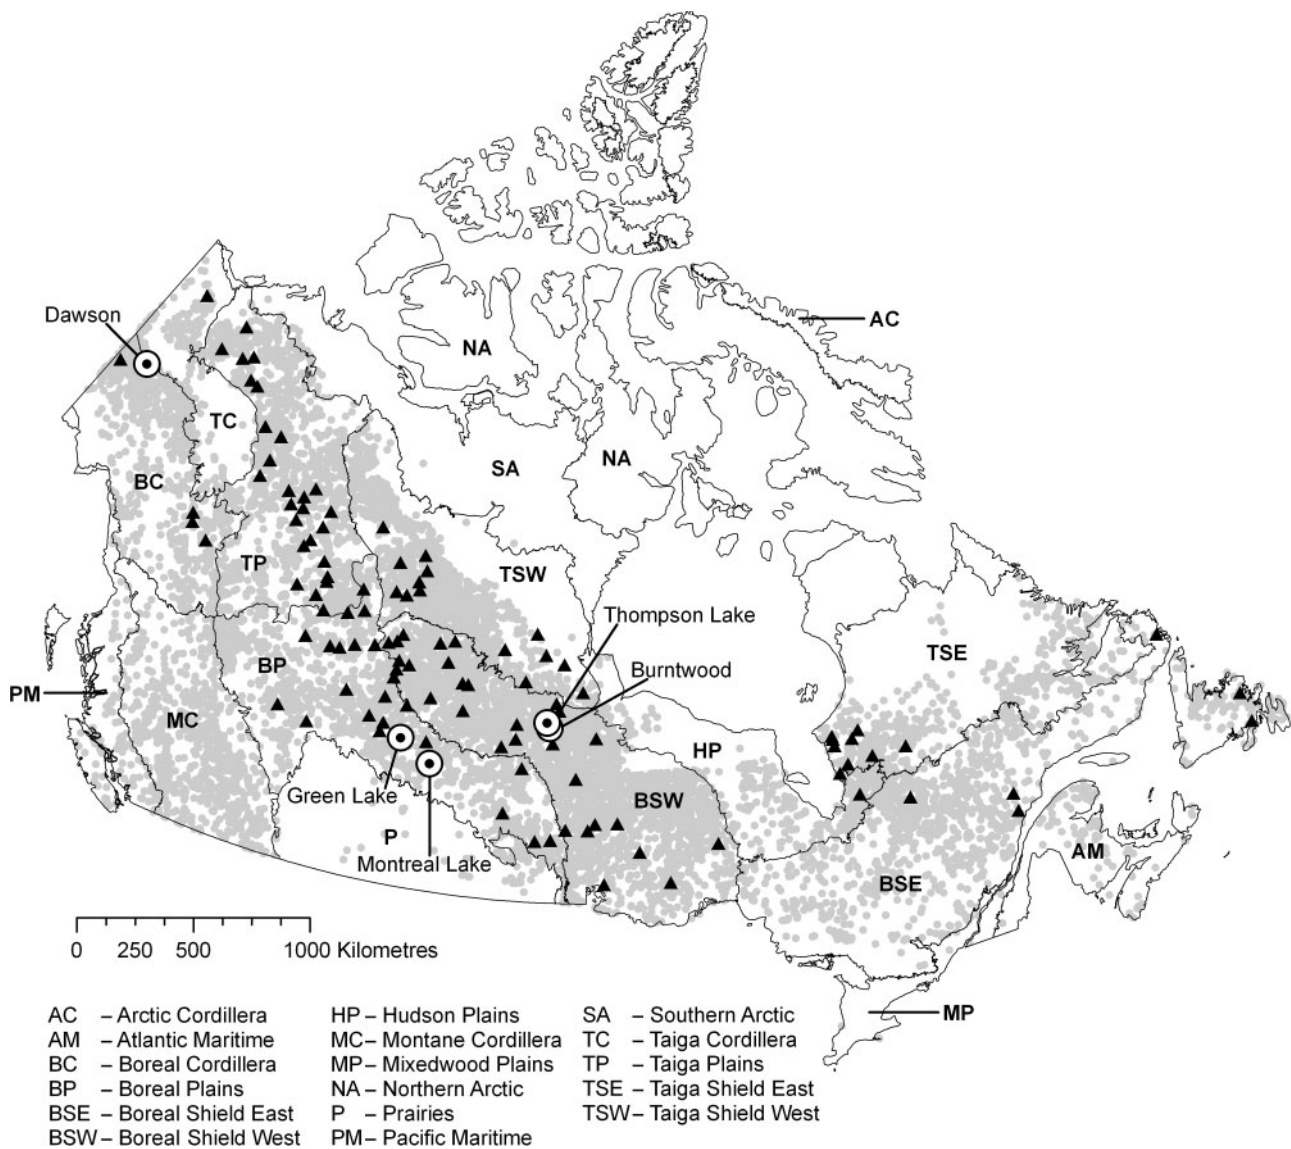 Dawson
AC
NA
TC
SA
NA
BC
TP
TSW
Thompson Lake
Burntwood
TSE
BP
PM
MC
HP
Green Lake
BSW
P
Montreal Lake
AM
BSE
0 250 500 1000 Kilometres
MP
AC – Arctic Cordillera
AM – Atlantic Maritime
BC – Boreal Cordillera
BP – Boreal Plains
BSE – Boreal Shield East
BSW – Boreal Shield West
HP – Hudson Plains
MC – Montane Cordillera
MP – Mixedwood Plains
NA – Northern Arctic
P – Prairies
PM – Pacific Maritime
SA – Southern Arctic
TC – Taiga Cordillera
TP – Taiga Plains
TSE – Taiga Shield East
TSW – Taiga Shield West